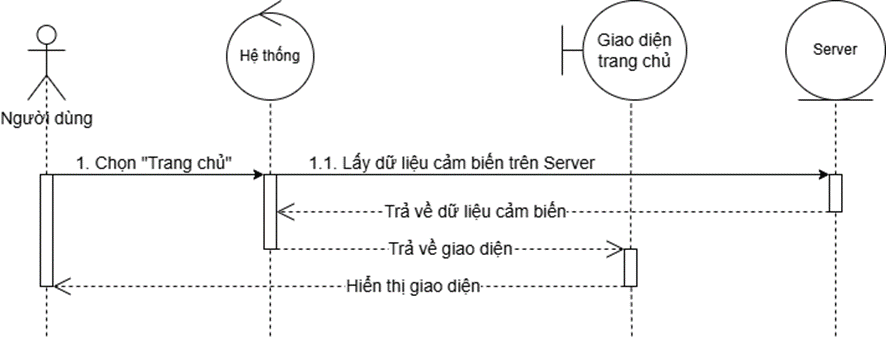 Hệ thống
Giao diện
trang chủ
Server
Người dùng
1. Chọn "Trang chủ"
1.1. Lấy dữ liệu cảm biến trên Server
Trả về dữ liệu cảm biến
Trả về giao diện
Hiển thị giao diện